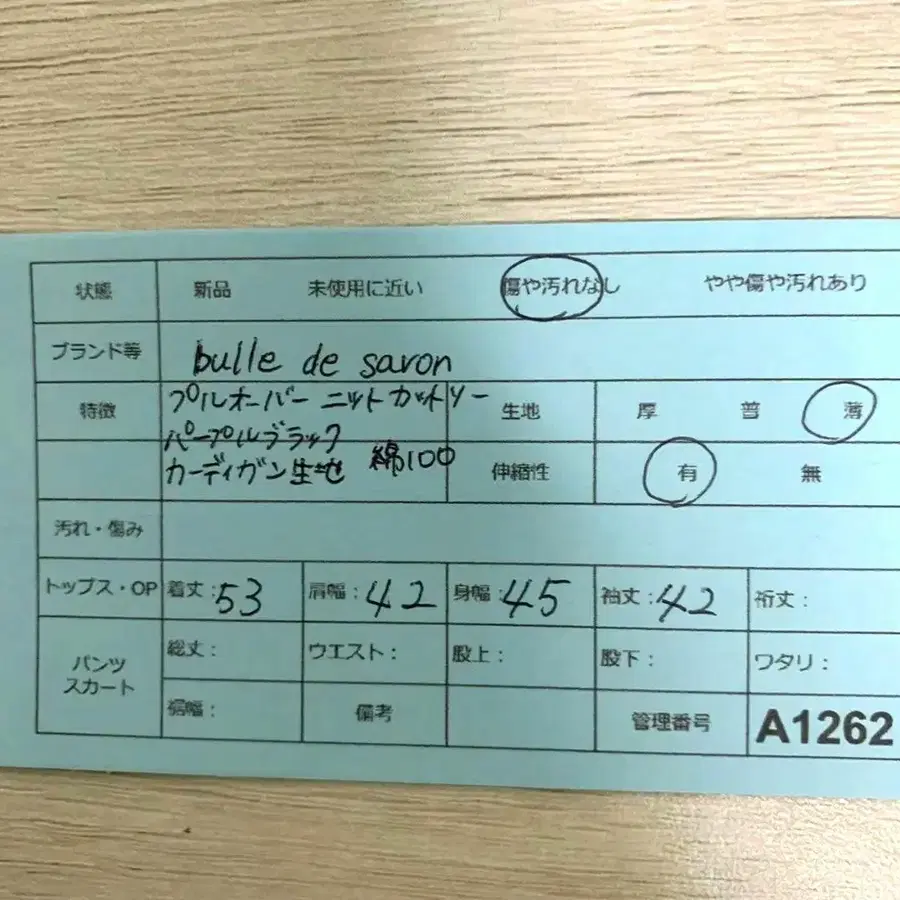 状態 新品 未使用に近い 傷や汚れなし やや傷や汚れあり
ブランド等 bulle de savon
特徴 プルオーバー ニットカットソー 生地 厚 普 薄
パープルブラック
カーディガン生地 綿100 伸縮性 有 無
汚れ・傷み
トップス・OP 着丈:53 肩幅:42 身幅:45 袖丈:42 裄丈:
パンツ スカート 総丈: ウエスト: 股上: 股下: ワタリ:
裾幅: 備考 管理番号 A1262